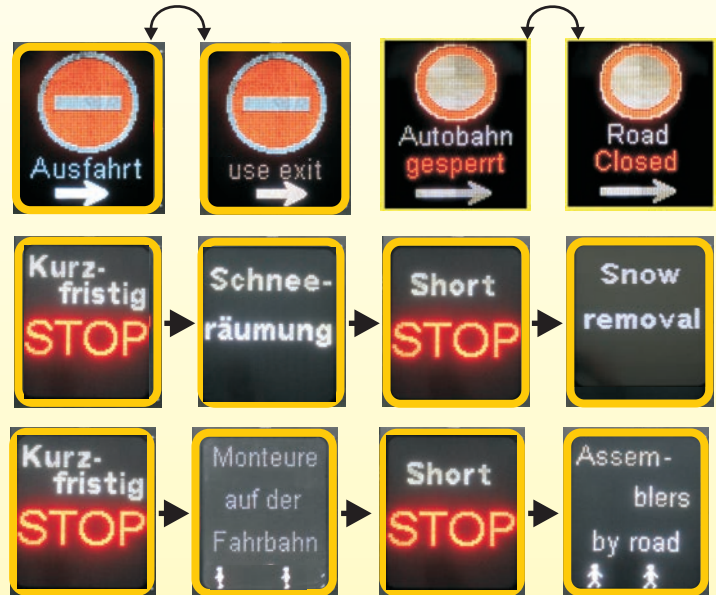 Ausfahrt
use exit
Autobahn
gesperrt
Road
Closed
Kurz-
fristig
STOP
Schnee-
räumung
Short
STOP
Snow
removal
Kurz-
fristig
STOP
Monteure
auf der
Fahrbahn
Short
STOP
Assem-
blers
by road